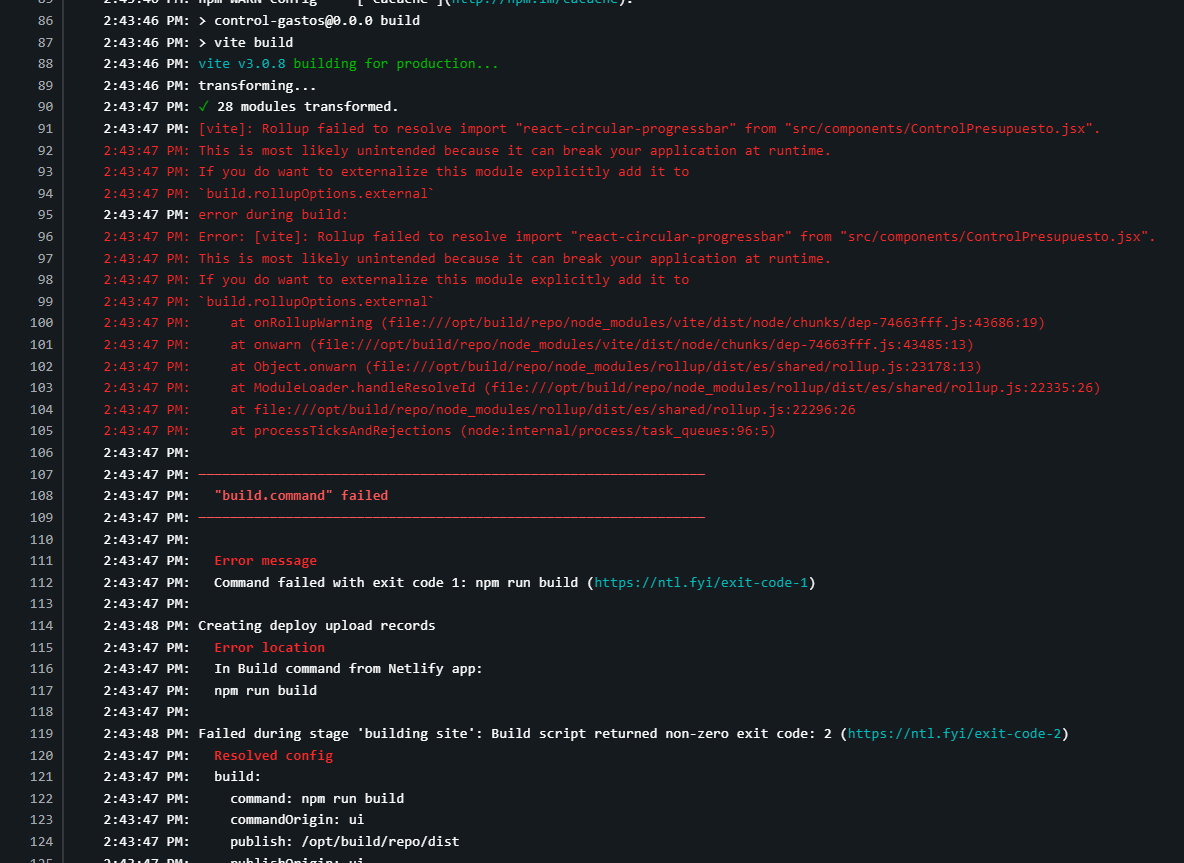 85 2:43:46 PM: npm WARN config
86 2:43:46 PM: > control-gastos@0.0.0 build
87 2:43:46 PM: > vite build
88 2:43:46 PM: vite v3.0.8 building for production...
89 2:43:46 PM: transforming...
90 2:43:47 PM: ✓ 28 modules transformed.
91 2:43:47 PM: [vite]: Rollup failed to resolve import "react-circular-progressbar" from "src/components/ControlPresupuesto.jsx".
92 2:43:47 PM: This is most likely unintended because it can break your application at runtime.
93 2:43:47 PM: If you do want to externalize this module explicitly add it to
94 2:43:47 PM: `build.rollupOptions.external`
95 2:43:47 PM: error during build:
96 2:43:47 PM: Error: [vite]: Rollup failed to resolve import "react-circular-progressbar" from "src/components/ControlPresupuesto.jsx".
97 2:43:47 PM: This is most likely unintended because it can break your application at runtime.
98 2:43:47 PM: If you do want to externalize this module explicitly add it to
99 2:43:47 PM: `build.rollupOptions.external`
100 2:43:47 PM: at onRollupWarning (file:///opt/build/repo/node_modules/vite/dist/node/chunks/dep-74663fff.js:43686:19)
101 2:43:47 PM: at onwarn (file:///opt/build/repo/node_modules/vite/dist/node/chunks/dep-74663fff.js:43485:13)
102 2:43:47 PM: at Object.onwarn (file:///opt/build/repo/node_modules/rollup/dist/es/shared/rollup.js:23178:13)
103 2:43:47 PM: at ModuleLoader.handleResolveId (file:///opt/build/repo/node_modules/rollup/dist/es/shared/rollup.js:22335:26)
104 2:43:47 PM: at file:///opt/build/repo/node_modules/rollup/dist/es/shared/rollup.js:22296:26
105 2:43:47 PM: at processTicksAndRejections (node:internal/process/task_queues:96:5)
106 2:43:47 PM:
107 2:43:47 PM: ────────────────────────────────────────────────────────────────
108 2:43:47 PM: "build.command" failed
109 2:43:47 PM: ────────────────────────────────────────────────────────────────
110 2:43:47 PM:
111 2:43:47 PM: Error message
112 2:43:47 PM: Command failed with exit code 1: npm run build (https://ntl.fyi/exit-code-1)
113 2:43:47 PM:
114 2:43:48 PM: Creating deploy upload records
115 2:43:47 PM: Error location
116 2:43:47 PM: In Build command from Netlify app:
117 2:43:47 PM: npm run build
118 2:43:47 PM:
119 2:43:48 PM: Failed during stage 'building site': Build script returned non-zero exit code: 2 (https://ntl.fyi/exit-code-2)
120 2:43:47 PM: Resolved config
121 2:43:47 PM: build:
122 2:43:47 PM: command: npm run build
123 2:43:47 PM: commandOrigin: ui
124 2:43:47 PM: publish: /opt/build/repo/dist
125 2:43:47 PM: publishOrigin: ui